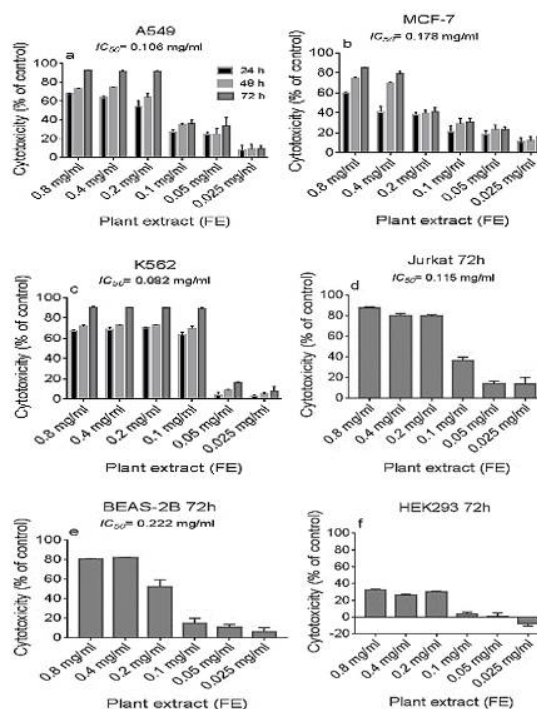 A549
a
IC50= 0.106 mg/ml
24 h
48 h
72 h
Cytotoxicity (% of control)
100
80
60
40
20
0
0.8 mg/ml
0.4 mg/ml
0.2 mg/ml
0.1 mg/ml
0.05 mg/ml
0.025 mg/ml
Plant extract (FE)
MCF-7
b
IC50= 0.178 mg/ml
Cytotoxicity (% of control)
100
80
60
40
20
0
0.8 mg/ml
0.4 mg/ml
0.2 mg/ml
0.1 mg/ml
0.05 mg/ml
0.025 mg/ml
Plant extract (FE)
K562
c
IC50= 0.082 mg/ml
Cytotoxicity (% of control)
100
80
60
40
20
0
0.8 mg/ml
0.4 mg/ml
0.2 mg/ml
0.1 mg/ml
0.05 mg/ml
0.025 mg/ml
Plant extract (FE)
Jurkat 72h
d
IC50= 0.115 mg/ml
Cytotoxicity (% of control)
100
80
60
40
20
0
0.8 mg/ml
0.4 mg/ml
0.2 mg/ml
0.1 mg/ml
0.05 mg/ml
0.025 mg/ml
Plant extract (FE)
BEAS-2B 72h
e
IC50= 0.222 mg/ml
Cytotoxicity (% of control)
100
80
60
40
20
0
0.8 mg/ml
0.4 mg/ml
0.2 mg/ml
0.1 mg/ml
0.05 mg/ml
0.025 mg/ml
Plant extract (FE)
HEK293 72h
f
Cytotoxicity (% of control)
100
80
60
40
20
0
-20
0.8 mg/ml
0.4 mg/ml
0.2 mg/ml
0.1 mg/ml
0.05 mg/ml
0.025 mg/ml
Plant extract (FE)